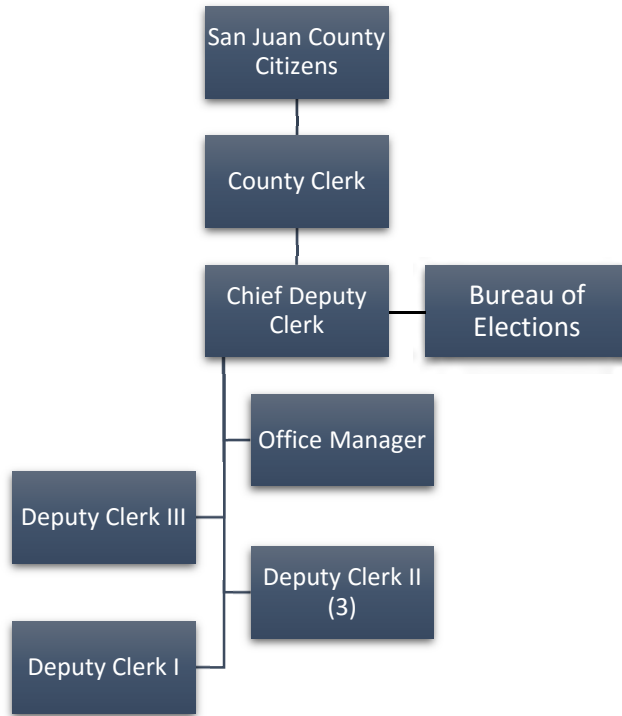 San Juan County
Citizens
County Clerk
Chief Deputy
Clerk
Bureau of
Elections
Office Manager
Deputy Clerk III
Deputy Clerk II
(3)
Deputy Clerk I